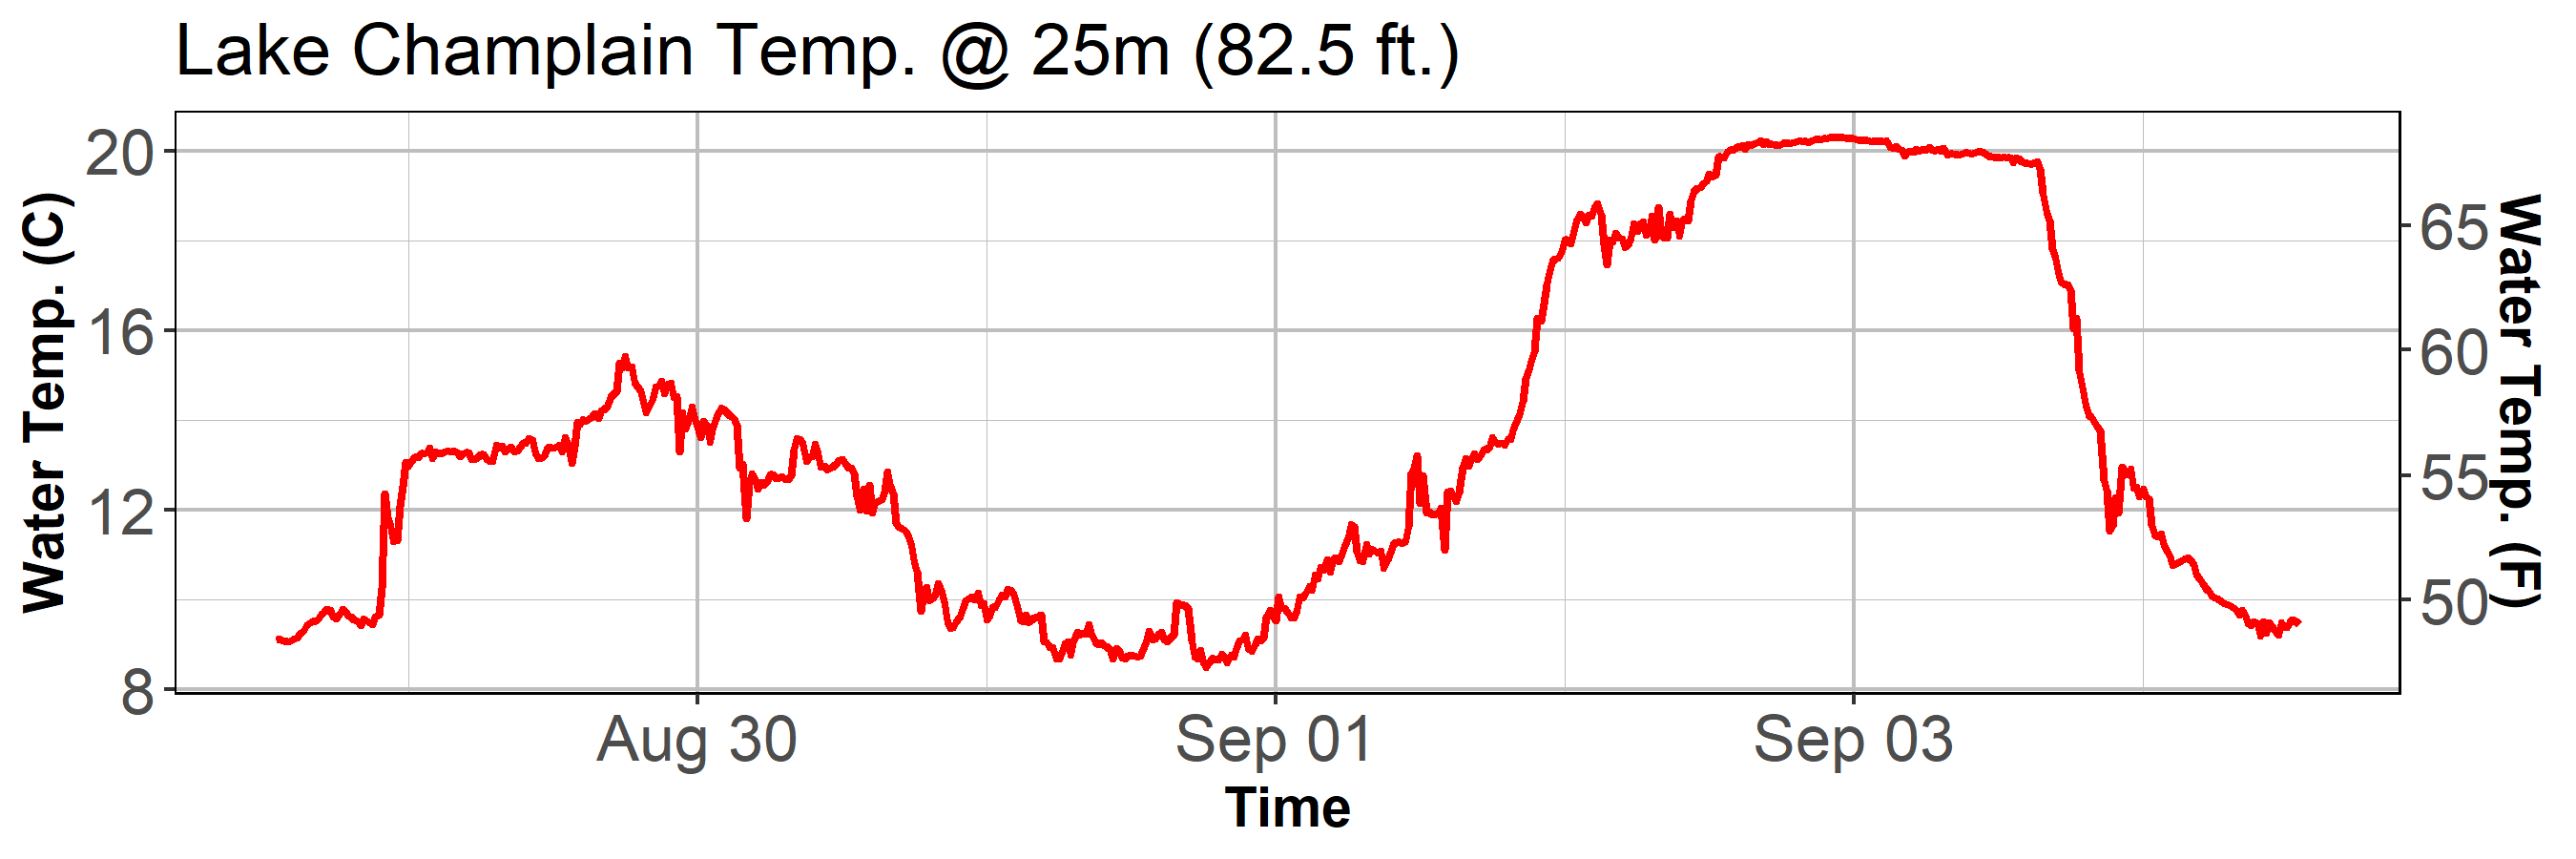 Lake Champlain Temp. @ 25m (82.5 ft.)
Water Temp. (C)
20
16
12
8
65
60
55
50
Water Temp. (F)
Aug 30
Sep 01
Sep 03
Time